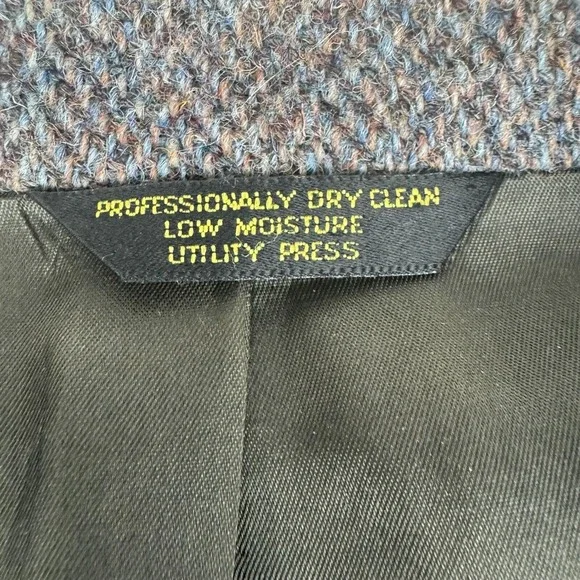 PROFESSIONALLY DRY CLEAN
LOW MOISTURE
UTILITY PRESS